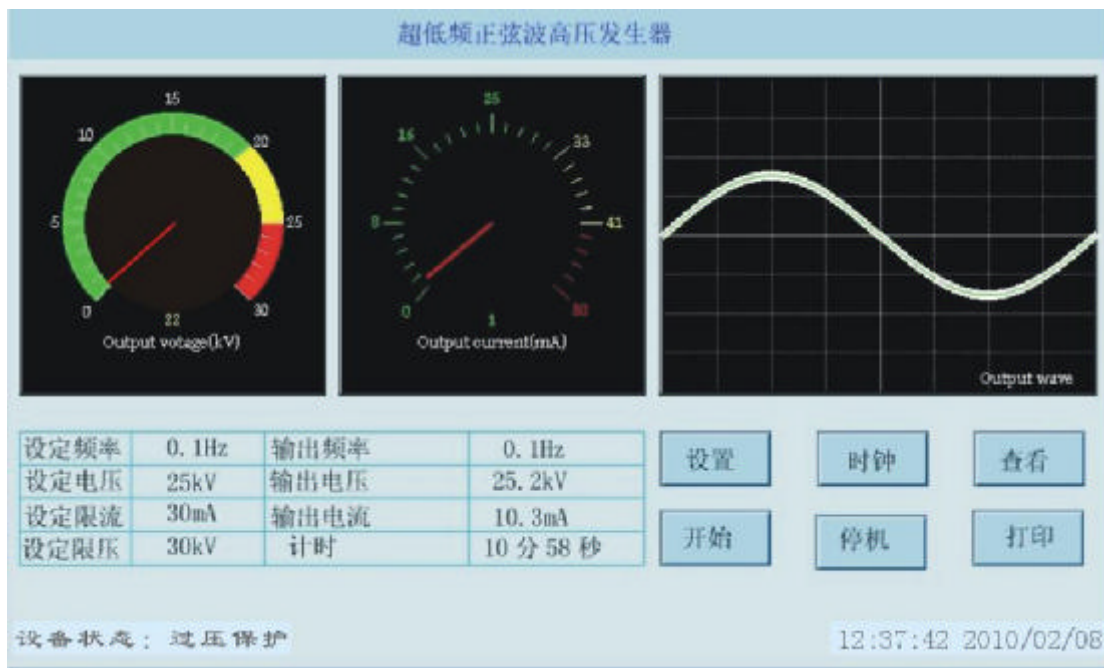 超低频正弦波高压发生器
15
10
20
5
25
0
30
22
Output votage(kV)
25
16
33
8
41
0
50
1
Output current(mA)
Output wave
设定频率 0.1Hz 输出频率 0.1Hz
设定电压 25kV 输出电压 25.2kV
设定限流 30mA 输出电流 10.3mA
设定限压 30kV 计时 10 分 58 秒
设置 时钟 查看
开始 停机 打印
设备状态: 过压保护
12:37:42 2010/02/08